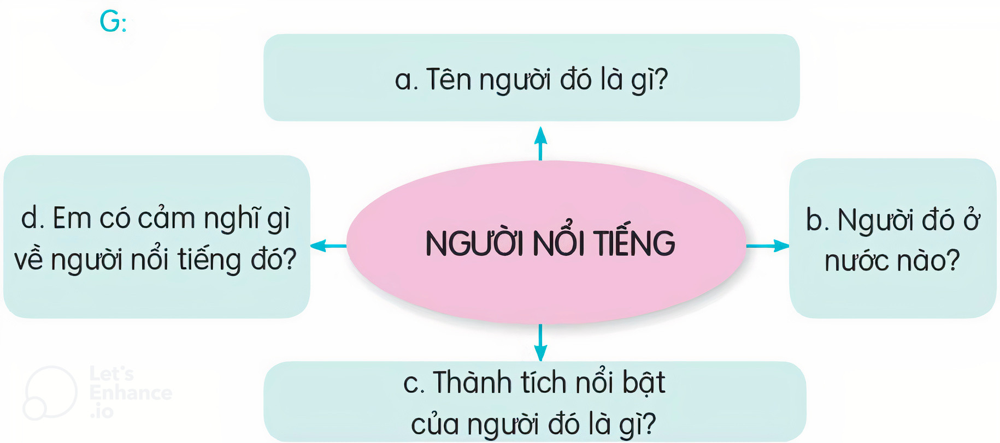 G:
a. Tên người đó là gì?
d. Em có cảm nghĩ gì
về người nổi tiếng đó?
NGƯỜI NỔI TIẾNG
b. Người đó ở
nước nào?
c. Thành tích nổi bật
của người đó là gì?
Let's
Enhance
.io